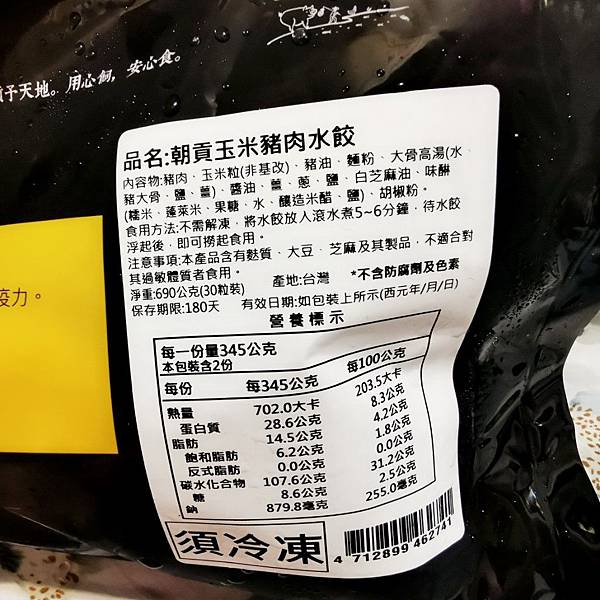 子天地。用心飼，安心食。
疫力。
品名:朝貢玉米豬肉水餃
內容物:豬肉、玉米粒(非基改)、豬油、麵粉、大骨高湯(水、
豬大骨、鹽、薑)、醬油、薑、蔥、鹽、白芝麻油、味醂
(糯米、蓬萊米、果糖、水、釀造米醋、鹽)、胡椒粉。
食用方法:不需解凍，將水餃放入滾水煮5~6分鐘，待水餃
浮起後，即可撈起食用。
注意事項:本產品含有麩質、大豆、芝麻及其製品，不適合對
其過敏體質者食用。
淨重:690公克(30粒裝) 產地:台灣 *不含防腐劑及色素
保存期限:180天 有效日期:如包裝上所示(西元年/月/日)
營養標示
每一份量345公克
本包裝含2份
每份 每345公克 每100公克
熱量 702.0大卡 203.5大卡
蛋白質 28.6公克 8.3公克
脂肪 14.5公克 4.2公克
飽和脂肪 6.2公克 1.8公克
反式脂肪 0.0公克 0.0公克
碳水化合物 107.6公克 31.2公克
糖 8.6公克 2.5公克
鈉 879.8毫克 255.0毫克
須冷凍
4 712899 462741